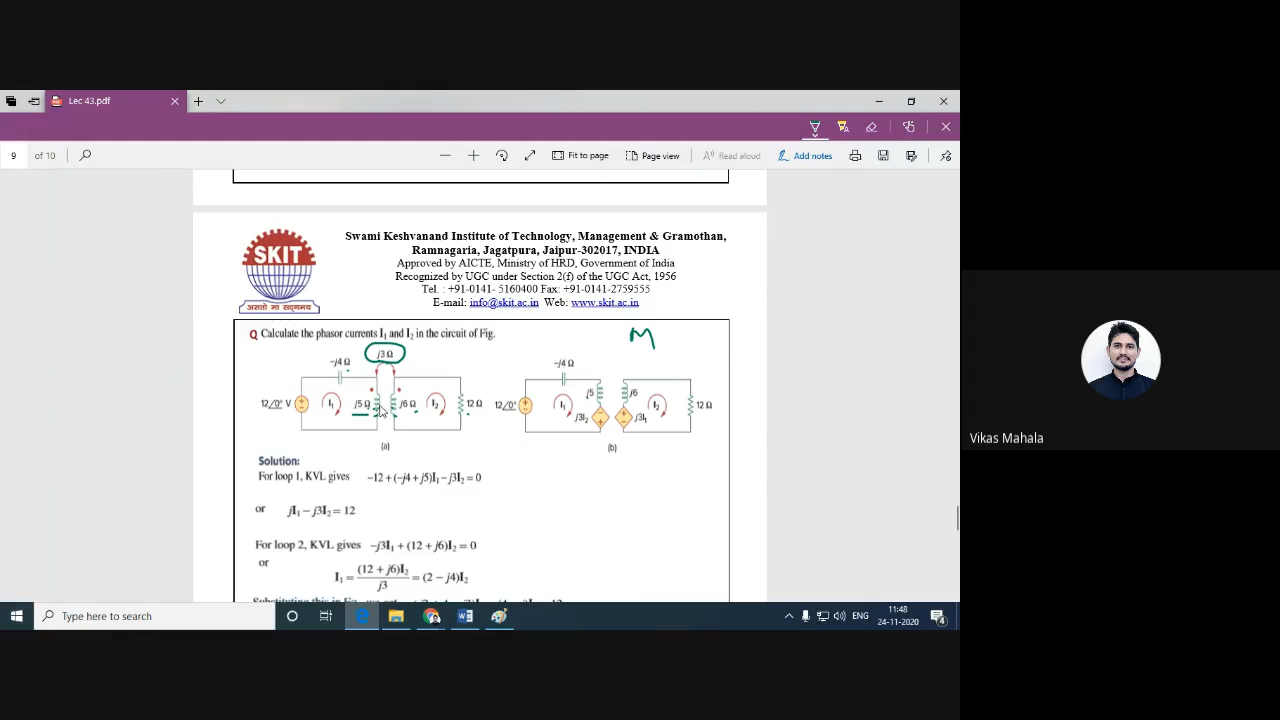 Lec 43.pdf
9 of 10
Fit to page
Page view
Read aloud
Add notes
SKIT
असतो मा सद्गमय
Swami Keshvanand Institute of Technology, Management & Gramothan,
Ramnagaria, Jagatpura, Jaipur-302017, INDIA
Approved by AICTE, Ministry of HRD, Government of India
Recognized by UGC under Section 2(f) of the UGC Act, 1956
Tel. : +91-0141- 5160400 Fax: +91-0141-2759555
E-mail: info@skit.ac.in Web: www.skit.ac.in
Q Calculate the phasor currents I₁ and I₂ in the circuit of Fig.
M
j3 Ω
-j4 Ω
-j4 Ω
12/0° V
I₁
j5 Ω
j6 Ω
I₂
12 Ω
12/0°
I₁
j5
j3I₂
j6
j3I₁
I₂
12 Ω
(a)
(b)
Solution:
For loop 1, KVL gives −12 + (−j4 + j5)I₁ − j3I₂ = 0
or jI₁ − j3I₂ = 12
For loop 2, KVL gives −j3I₁ + (12 + j6)I₂ = 0
or
I₁ = (12 + j6)I₂ / j3 = (2 − j4)I₂
Vikas Mahala
Type here to search
ENG
11:48
24-11-2020
4